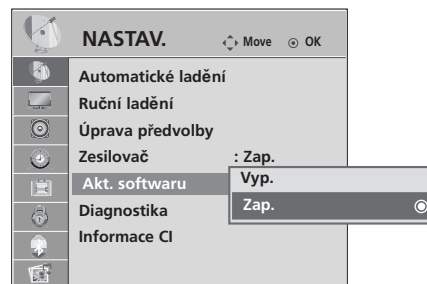 NASTAV. Move OK
Automatické ladění
Ruční ladění
Úprava předvolby
Zesilovač : Zap.
Akt. softwaru Vyp.
Diagnostika Zap.
Informace CI